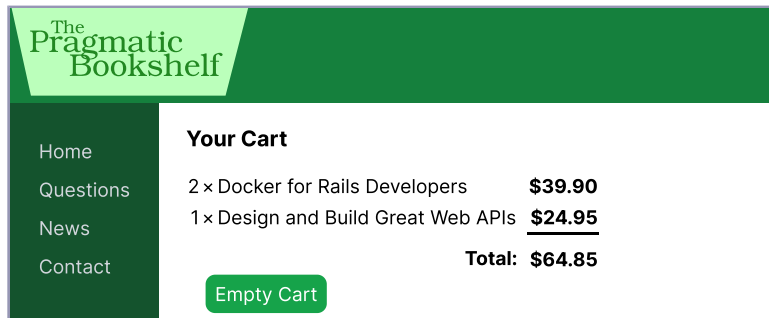 The
Pragmatic
Bookshelf
Home
Questions
News
Contact
Your Cart
2 × Docker for Rails Developers $39.90
1 × Design and Build Great Web APIs $24.95
Total: $64.85
Empty Cart